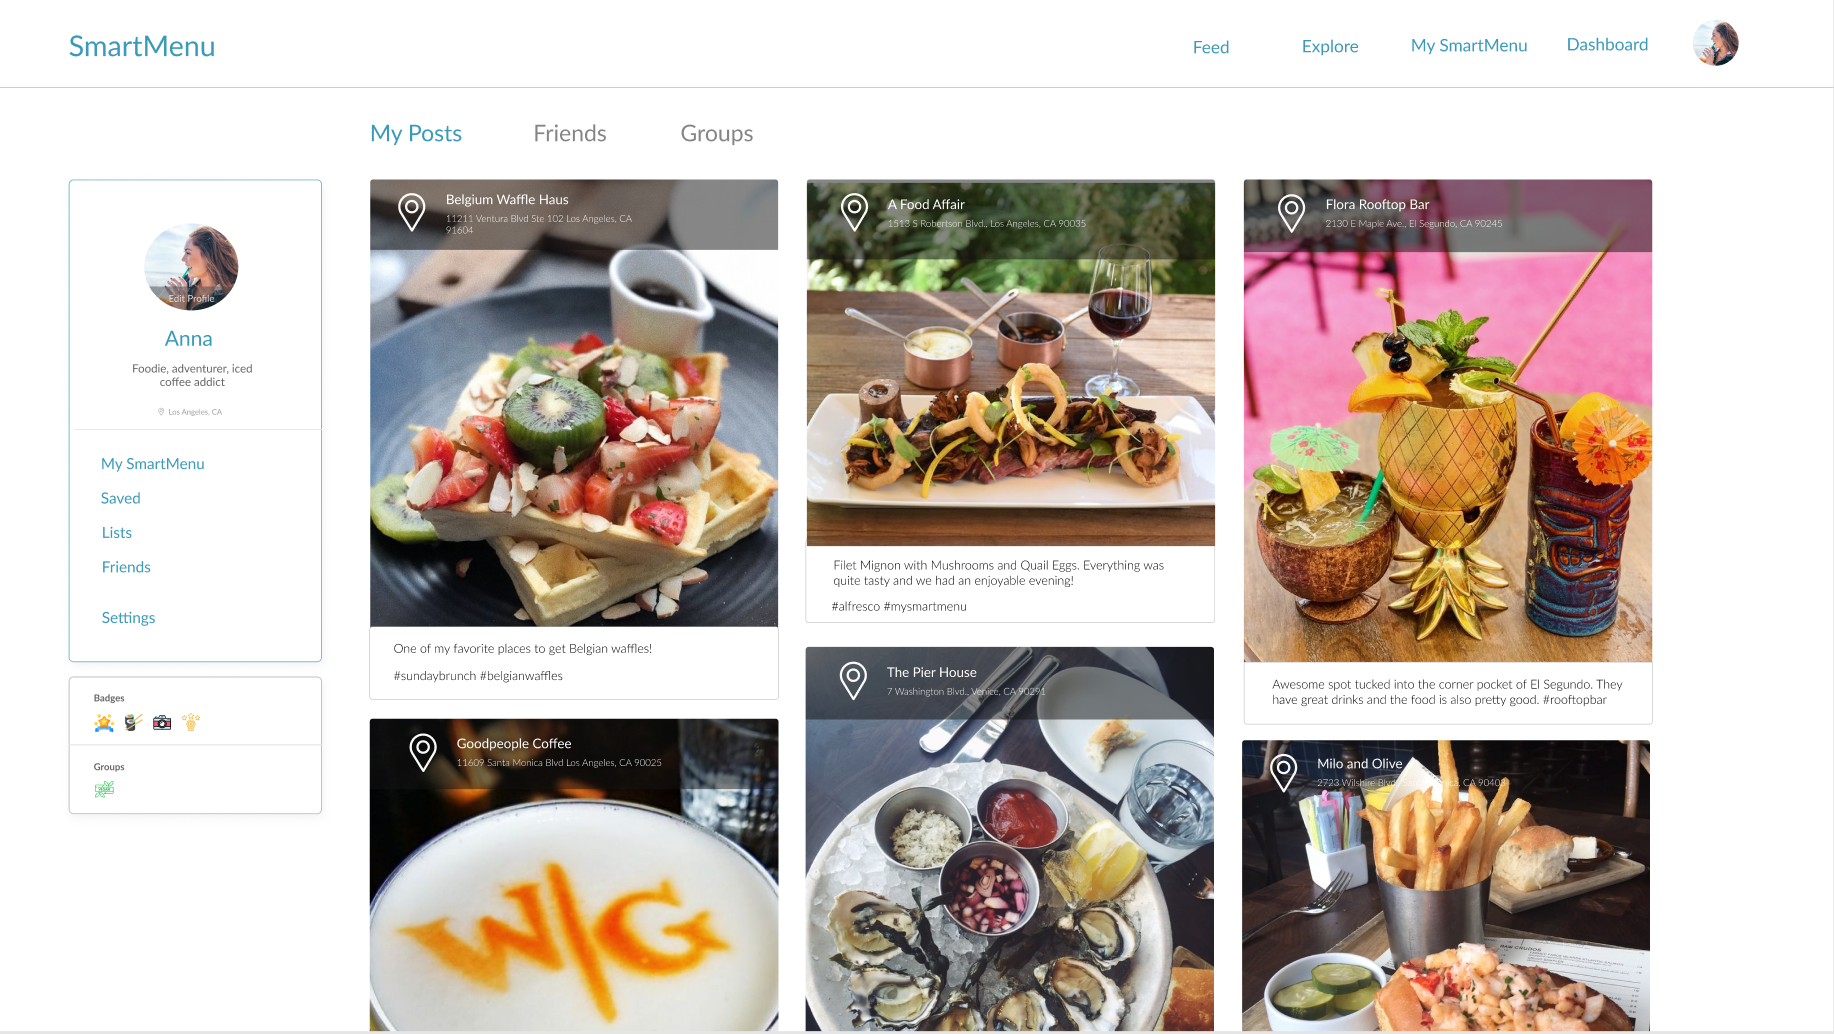 SmartMenu
Feed
Explore
My SmartMenu
Dashboard
My Posts
Friends
Groups
Edit Profile
Anna
Foodie, adventurer, iced
coffee addict
Los Angeles, CA
My SmartMenu
Saved
Lists
Friends
Settings
Badges
Groups
Belgium Waffle Haus
11211 Ventura Blvd Ste 102 Los Angeles, CA
91604
One of my favorite places to get Belgian waffles!
#sundaybrunch #belgianwaffles
Goodpeople Coffee
11609 Santa Monica Blvd Los Angeles, CA 90025
W|G
A Food Affair
1513 S Robertson Blvd., Los Angeles, CA 90035
Filet Mignon with Mushrooms and Quail Eggs. Everything was
quite tasty and we had an enjoyable evening!
#alfresco #mysmartmenu
The Pier House
7 Washington Blvd., Venice, CA 90291
Flora Rooftop Bar
2130 E Maple Ave., El Segundo, CA 90245
Awesome spot tucked into the corner pocket of El Segundo. They
have great drinks and the food is also pretty good. #rooftopbar
Milo and Olive
2723 Wilshire CA
RAW CRUDOS